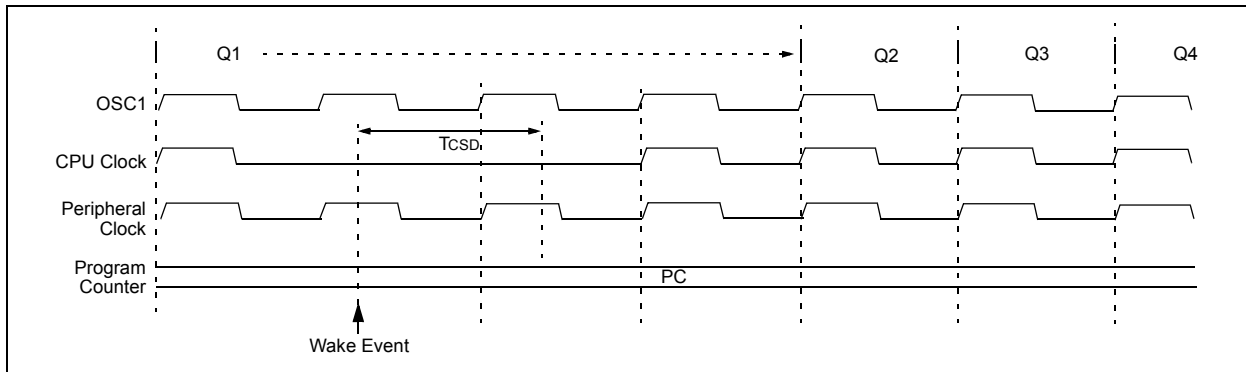 Q1
Q2
Q3
Q4
OSC1
TCSD
CPU Clock
Peripheral
Clock
Program
Counter
PC
Wake Event